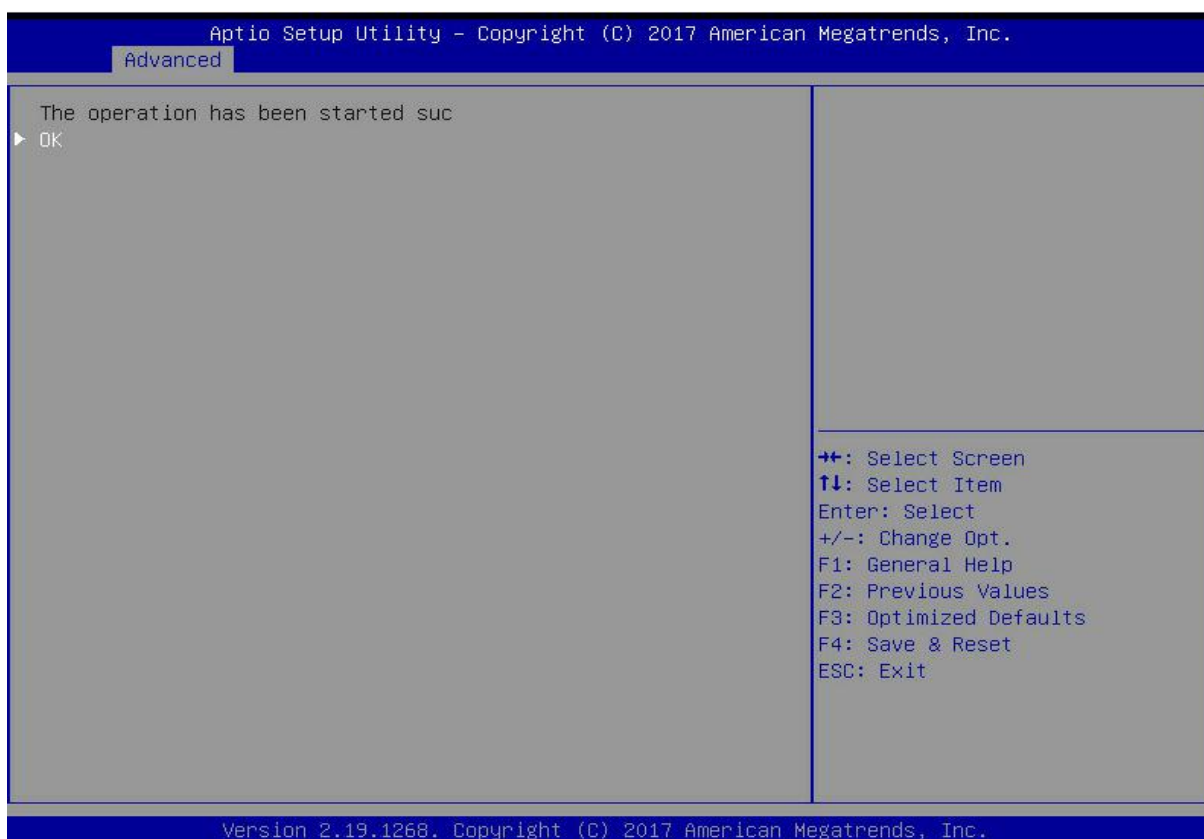 Aptio Setup Utility – Copyright (C) 2017 American Megatrends, Inc.
Advanced
The operation has been started suc
► OK
→←: Select Screen
↑↓: Select Item
Enter: Select
+/-: Change Opt.
F1: General Help
F2: Previous Values
F3: Optimized Defaults
F4: Save & Reset
ESC: Exit
Version 2.19.1268. Copyright (C) 2017 American Megatrends, Inc.